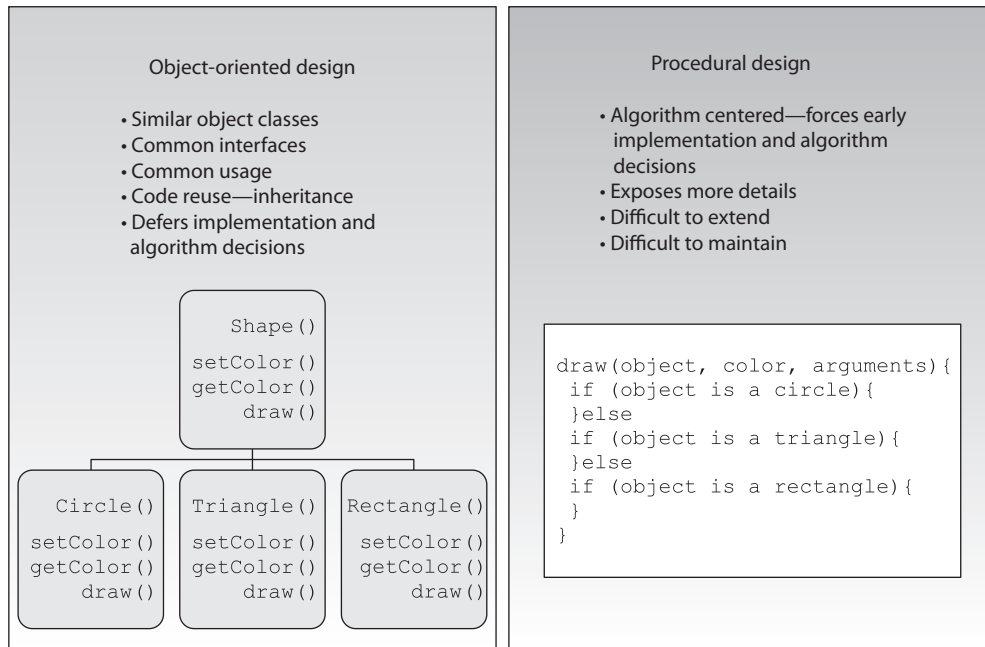 Object-oriented design
• Similar object classes
• Common interfaces
• Common usage
• Code reuse—inheritance
• Defers implementation and
algorithm decisions
Shape()
setColor()
getColor()
draw()
Circle()
setColor()
getColor()
draw()
Triangle()
setColor()
getColor()
draw()
Rectangle()
setColor()
getColor()
draw()
Procedural design
• Algorithm centered—forces early
implementation and algorithm
decisions
• Exposes more details
• Difficult to extend
• Difficult to maintain
draw(object, color, arguments){
if (object is a circle){
}else
if (object is a triangle){
}else
if (object is a rectangle){
}
}